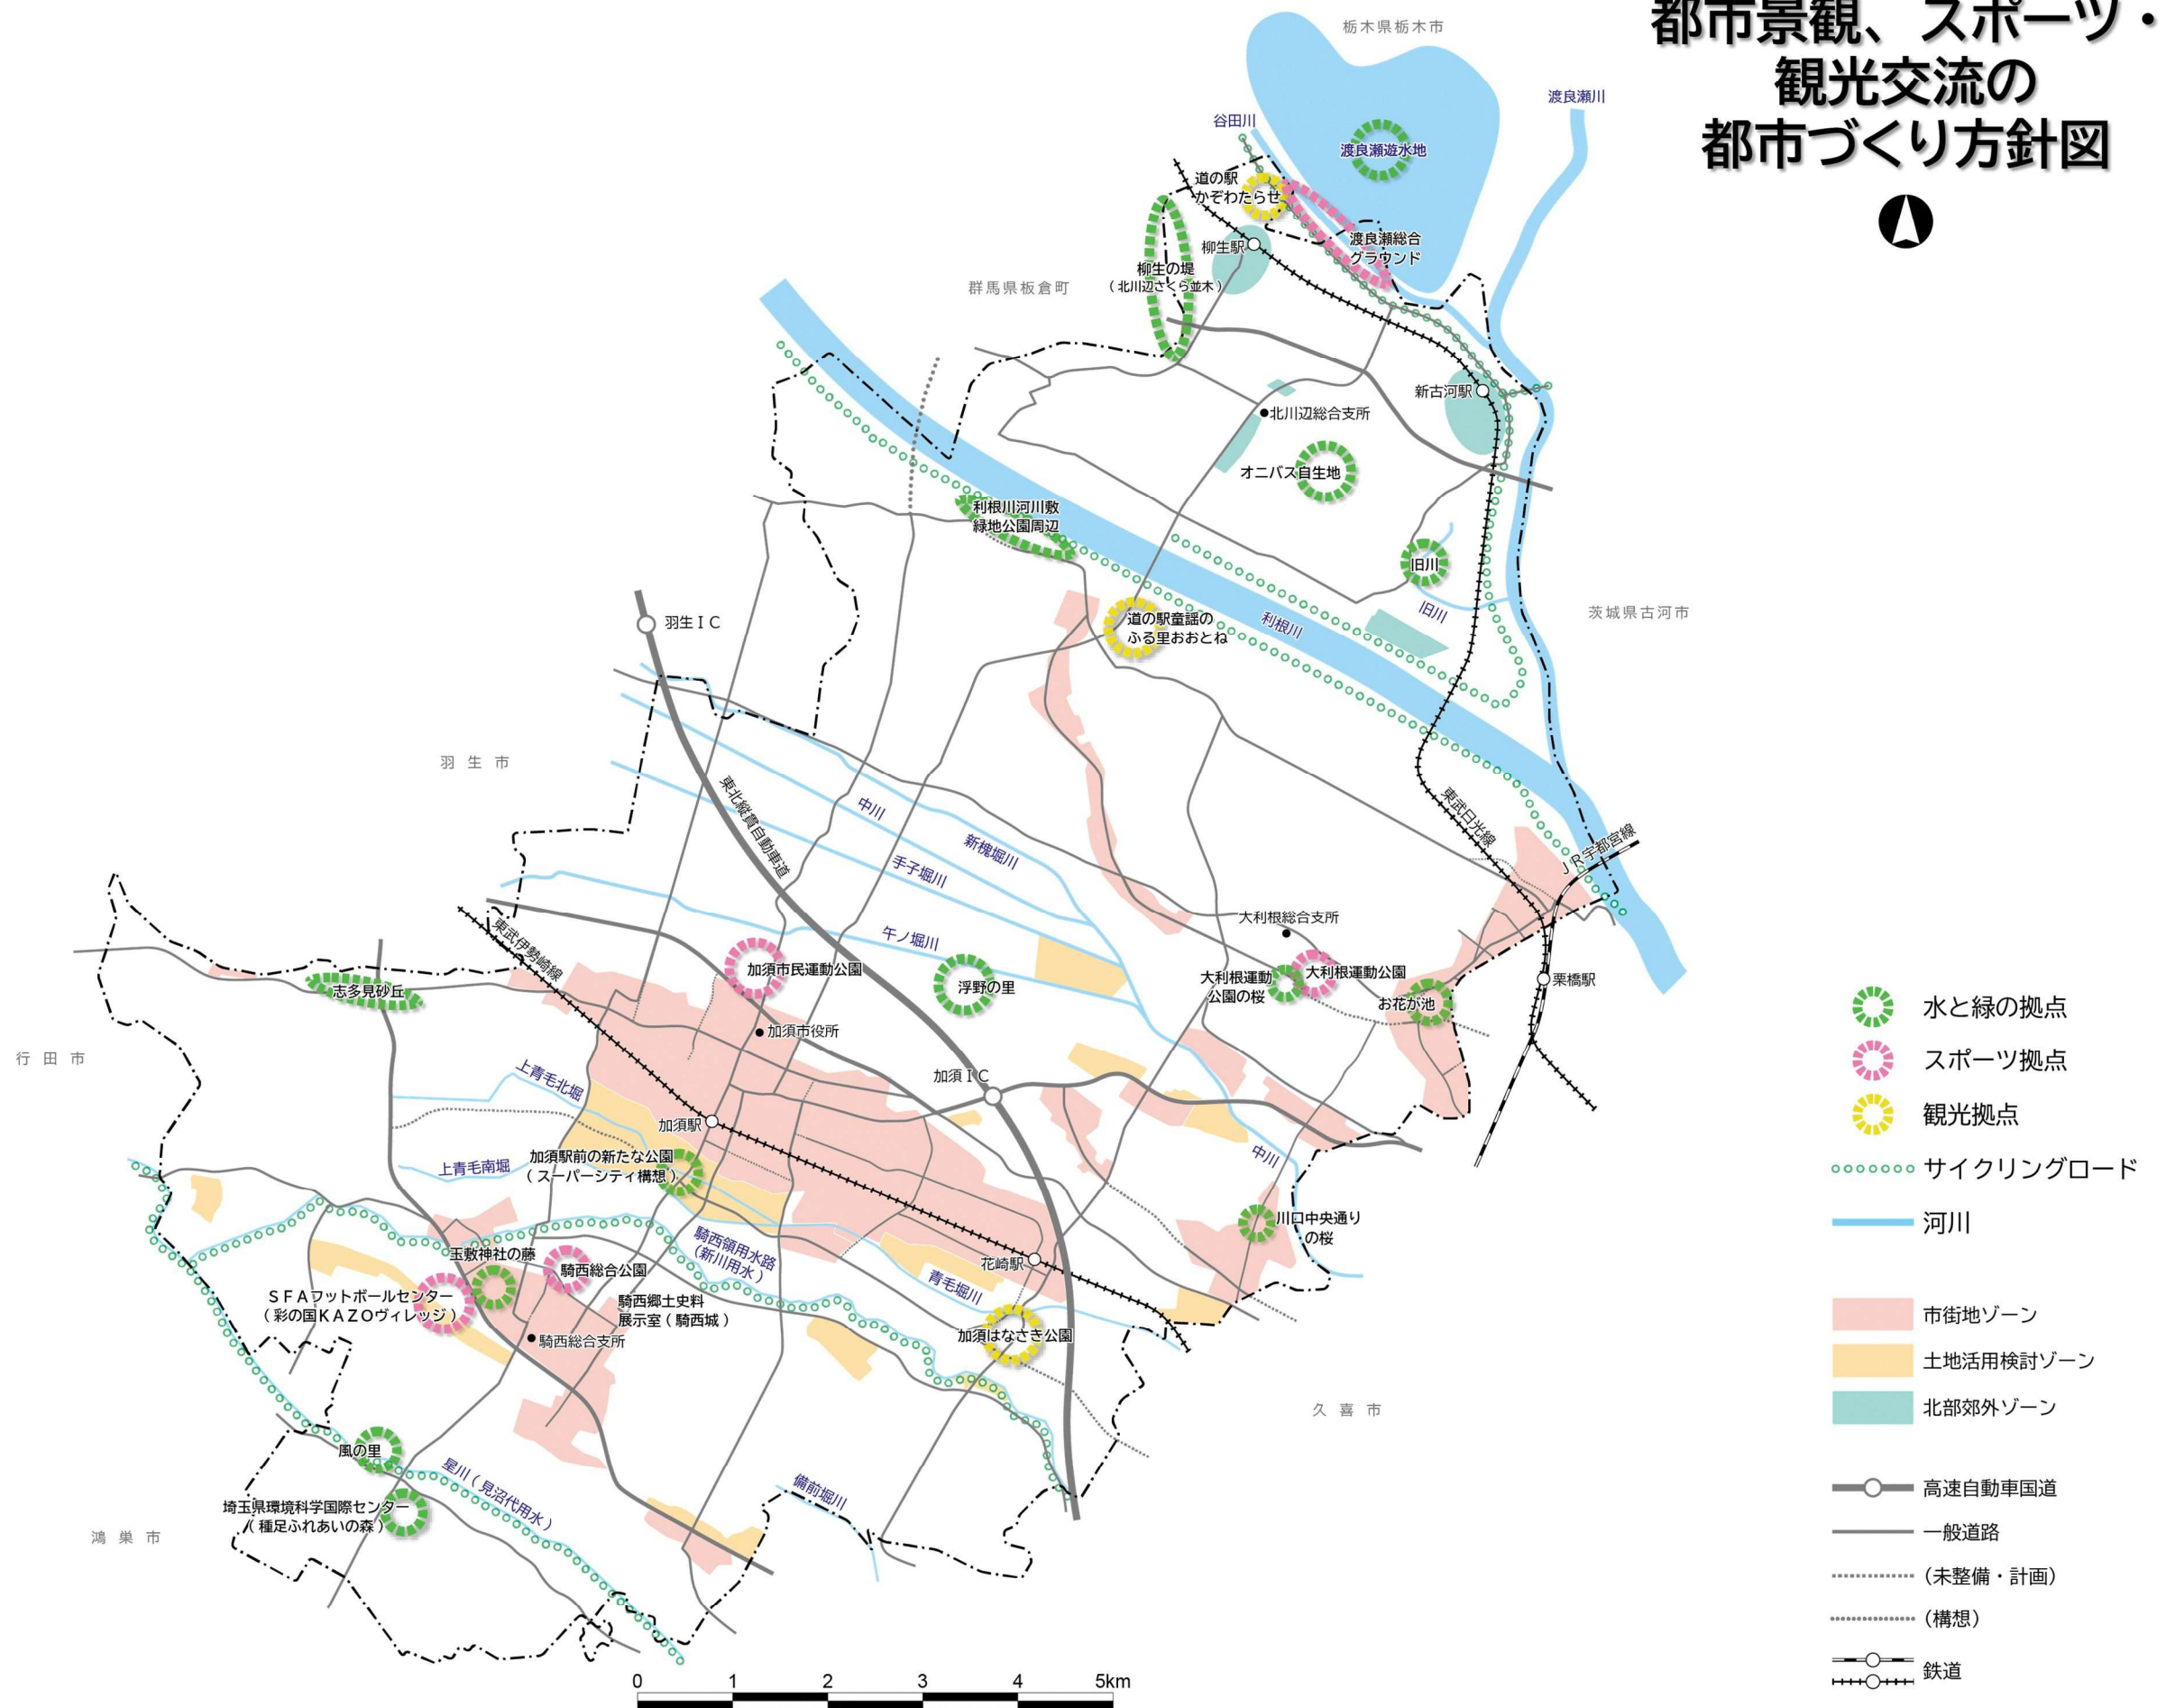 都市景観、スポーツ・
観光交流の
都市づくり方針図
栃木県栃木市
渡良瀬川
谷田川
渡良瀬遊水地
道の駅
かぞわたらせ
渡良瀬総合
グラウンド
柳生駅
柳生の堤
（北川辺さくら並木）
群馬県板倉町
新古河駅
北川辺総合支所
オニバス自生地
利根川河川敷
緑地公園周辺
旧川
旧川
茨城県古河市
道の駅童謡の
ふる里おおとね
利根川
羽生ＩＣ
羽生市
東北縦貫自動車道
中川
新槐堀川
手子堀川
東武日光線
ＪＲ宇都宮線
午ノ堀川
東武伊勢崎線
大利根総合支所
加須市民運動公園
浮野の里
大利根運動
公園の桜
大利根運動公園
栗橋駅
お花が池
志多見砂丘
加須市役所
行田市
上青毛北堀
加須ＩＣ
加須駅
加須駅前の新たな公園
（スーパーシティ構想）
上青毛南堀
中川
川口中央通り
の桜
騎西領用水路
（新川用水）
玉敷神社の藤
騎西総合公園
花崎駅
青毛堀川
ＳＦＡフットボールセンター
（彩の国ＫＡＺＯヴィレッジ）
騎西郷土史料
展示室（騎西城）
騎西総合支所
加須はなさき公園
久喜市
風の里
星川（見沼代用水）
備前堀川
埼玉県環境科学国際センター
（種足ふれあいの森）
鴻巣市
水と緑の拠点
スポーツ拠点
観光拠点
サイクリングロード
河川
市街地ゾーン
土地活用検討ゾーン
北部郊外ゾーン
高速自動車国道
一般道路
（未整備・計画）
（構想）
鉄道
0 1 2 3 4 5km